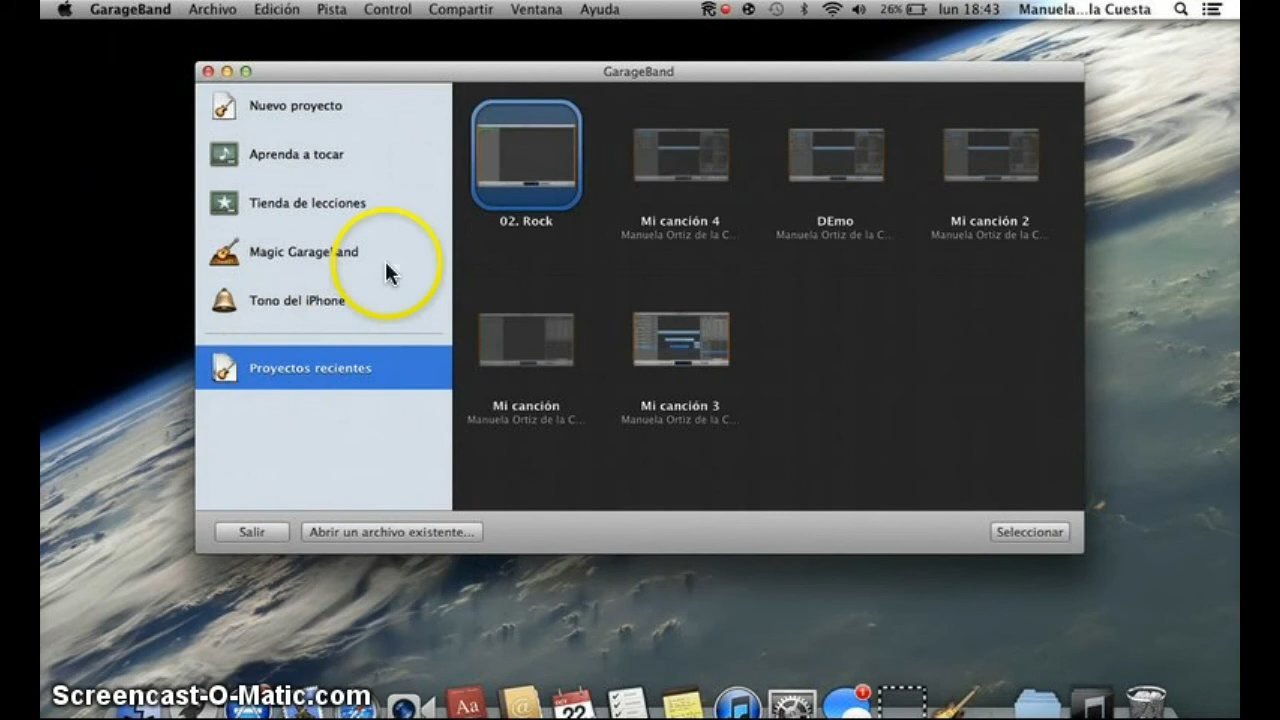 GarageBand Archivo Edición Pista Control Compartir Ventana Ayuda 26% lun 18:43 Manuela...la Cuesta
GarageBand
Nuevo proyecto
Aprenda a tocar
Tienda de lecciones
Magic GarageBand
Tono del iPhone
Proyectos recientes
02. Rock
Mi canción 4
Manuela Ortiz de la C...
DEmo
Manuela Ortiz de la C...
Mi canción 2
Manuela Ortiz de la C...
Mi canción
Manuela Ortiz de la C...
Mi canción 3
Manuela Ortiz de la C...
Salir
Abrir un archivo existente...
Seleccionar
Screencast-O-Matic.com
Aa
@
22
1